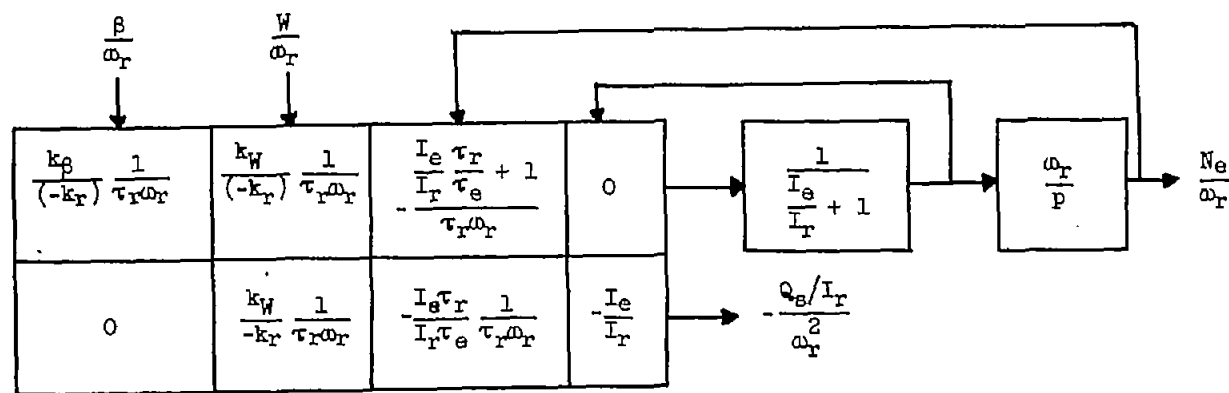 β/ω_r W/ω_r
k_β/(-k_r) 1/(τ_rω_r) k_W/(-k_r) 1/(τ_rω_r) -(I_e/I_r τ_r/τ_e + 1)/(τ_rω_r) 0 1/(I_e/I_r + 1) ω_r/p N_e/ω_r
0 k_W/-k_r 1/(τ_rω_r) -I_eτ_r/(I_rτ_e) 1/(τ_rω_r) -I_e/I_r -(Q_s/I_r)/ω_r^2